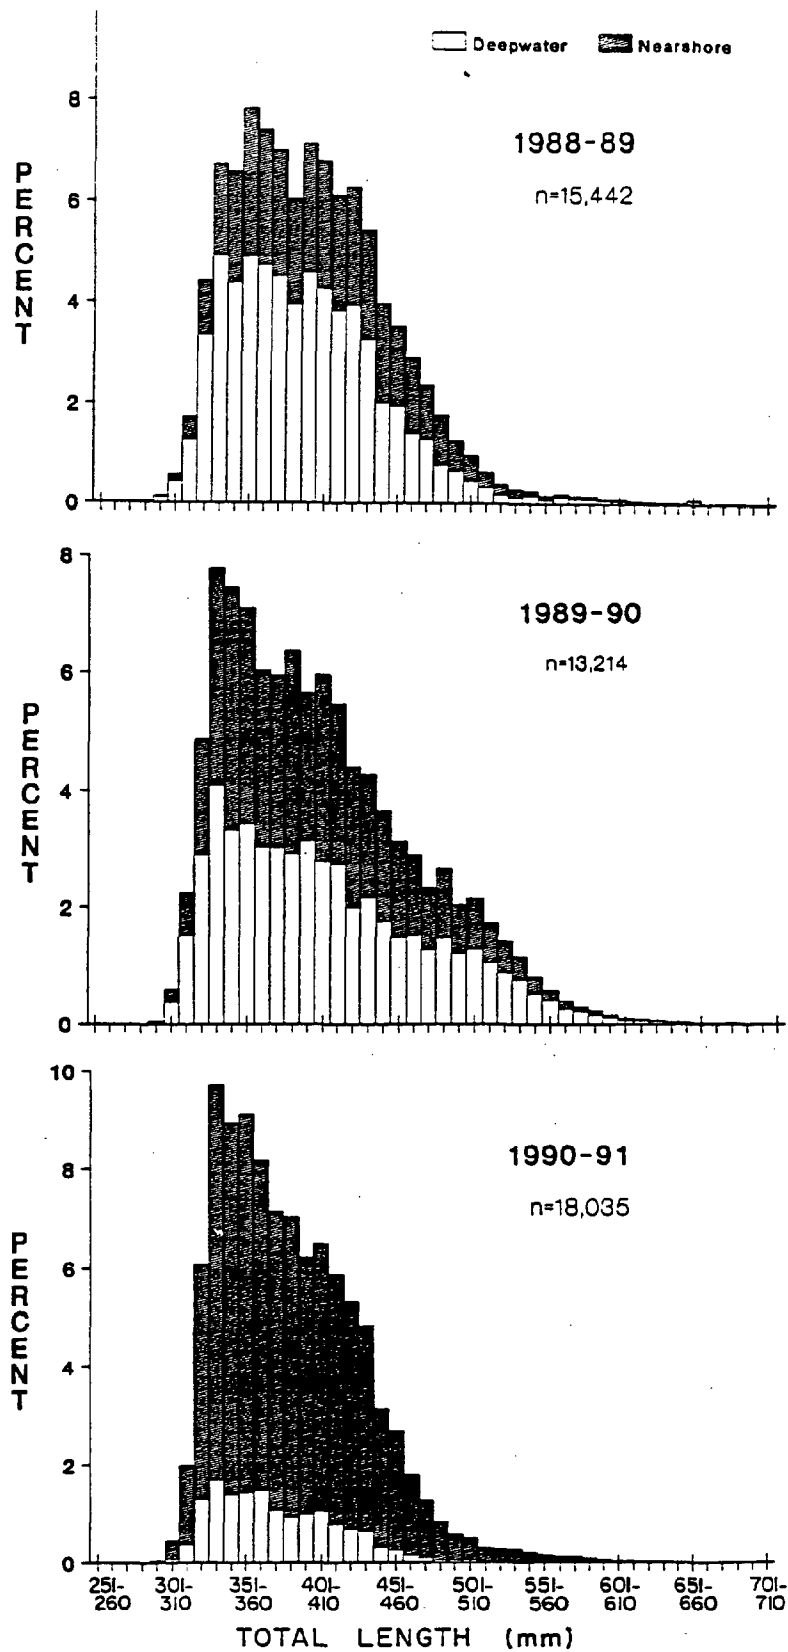 Deepwater Nearshore
1988-89
n=15,442
PERCENT
8
6
4
2
0
1989-90
n=13,214
PERCENT
8
6
4
2
0
1990-91
n=18,035
PERCENT
10
8
6
4
2
0
251- 301- 351- 401- 451- 501- 551- 601- 651- 701-
260 310 360 410 460 510 560 610 660 710
TOTAL LENGTH (mm)